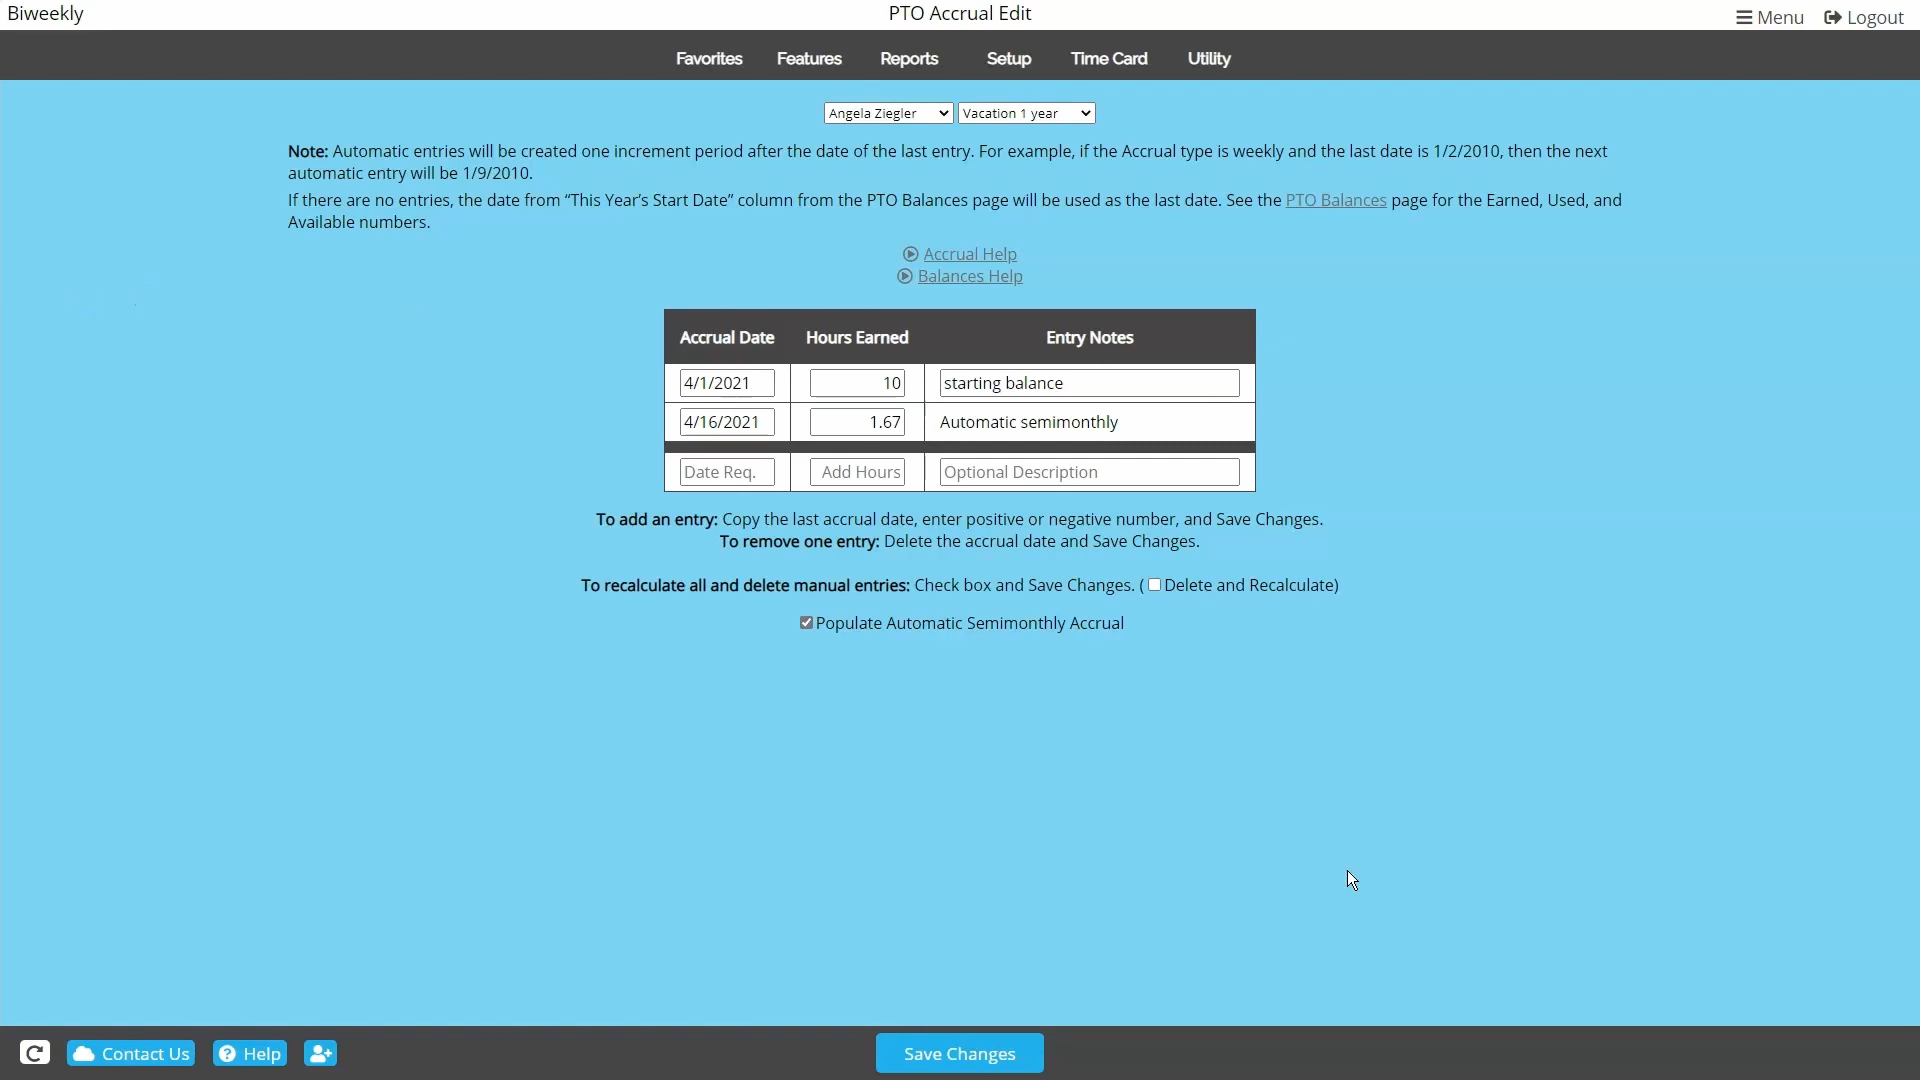 Biweekly
PTO Accrual Edit
Menu
Logout
Favorites
Features
Reports
Setup
Time Card
Utility
Angela Ziegler
Vacation 1 year
Note: Automatic entries will be created one increment period after the date of the last entry. For example, if the Accrual type is weekly and the last date is 1/2/2010, then the next
automatic entry will be 1/9/2010.
If there are no entries, the date from “This Year’s Start Date” column from the PTO Balances page will be used as the last date. See the PTO Balances page for the Earned, Used, and
Available numbers.
Accrual Help
Balances Help
Accrual Date Hours Earned Entry Notes
4/1/2021 10 starting balance
4/16/2021 1.67 Automatic semimonthly
Date Req. Add Hours Optional Description
To add an entry: Copy the last accrual date, enter positive or negative number, and Save Changes.
To remove one entry: Delete the accrual date and Save Changes.
To recalculate all and delete manual entries: Check box and Save Changes. ( Delete and Recalculate)
Populate Automatic Semimonthly Accrual
Contact Us
Help
Save Changes